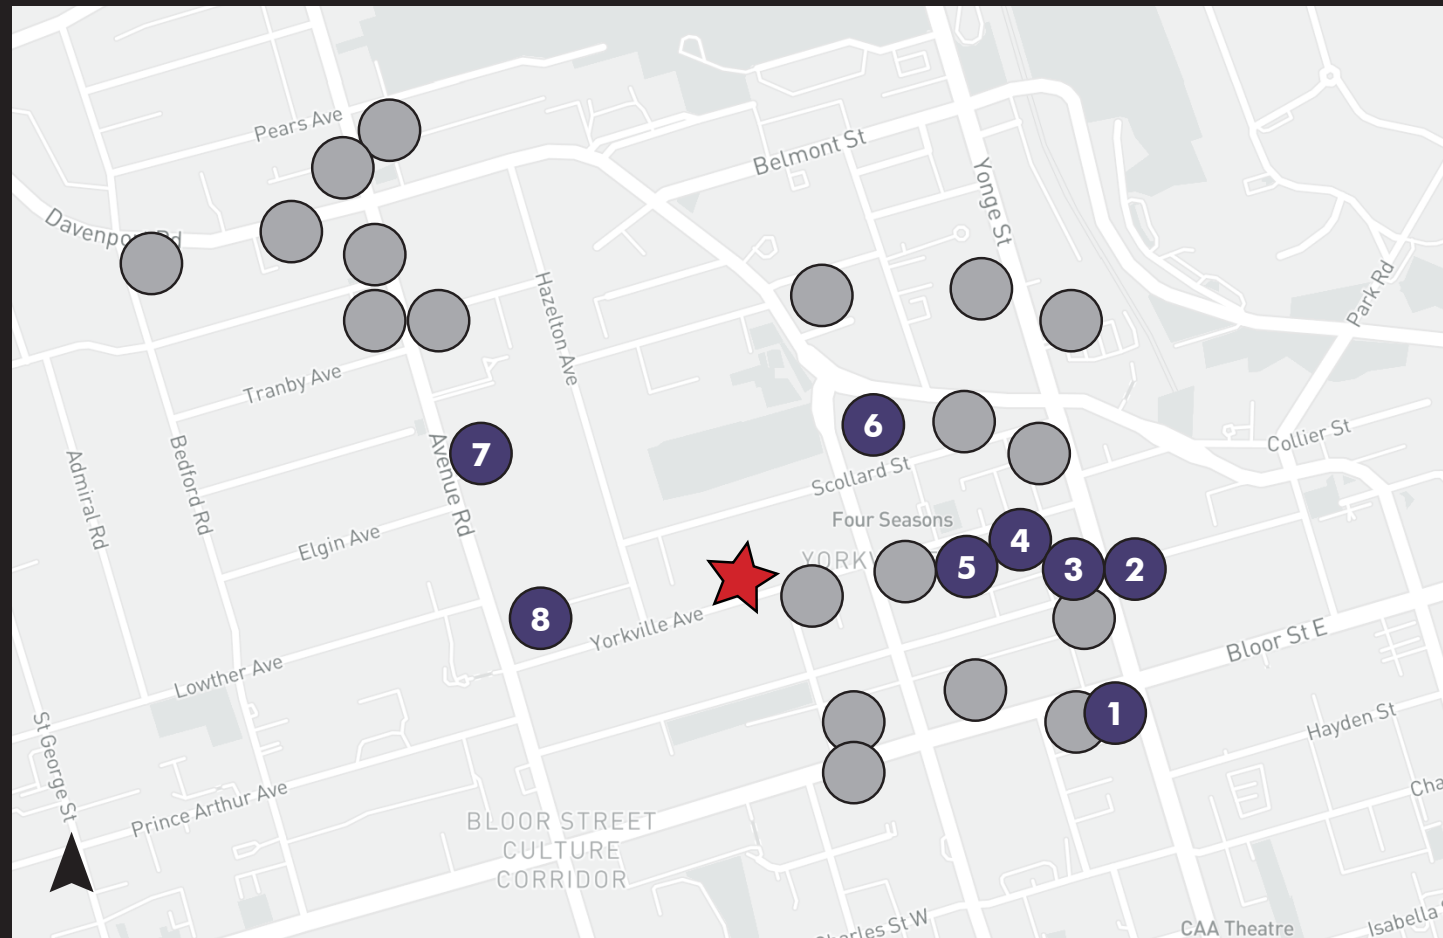 Pears Ave
Belmont St
Yonge St
Davenport Rd
Park Rd
Hazelton Ave
Tranby Ave
6
Collier St
7
Avenue Rd
Bedford Rd
Admiral Rd
Scollard St
Four Seasons
4
5
3
2
Elgin Ave
8
Yorkville Ave
Bloor St E
Lowther Ave
1
Hayden St
St George St
Prince Arthur Ave
BLOOR STREET
CULTURE
CORRIDOR
Charles St W
CAA Theatre
Isabella